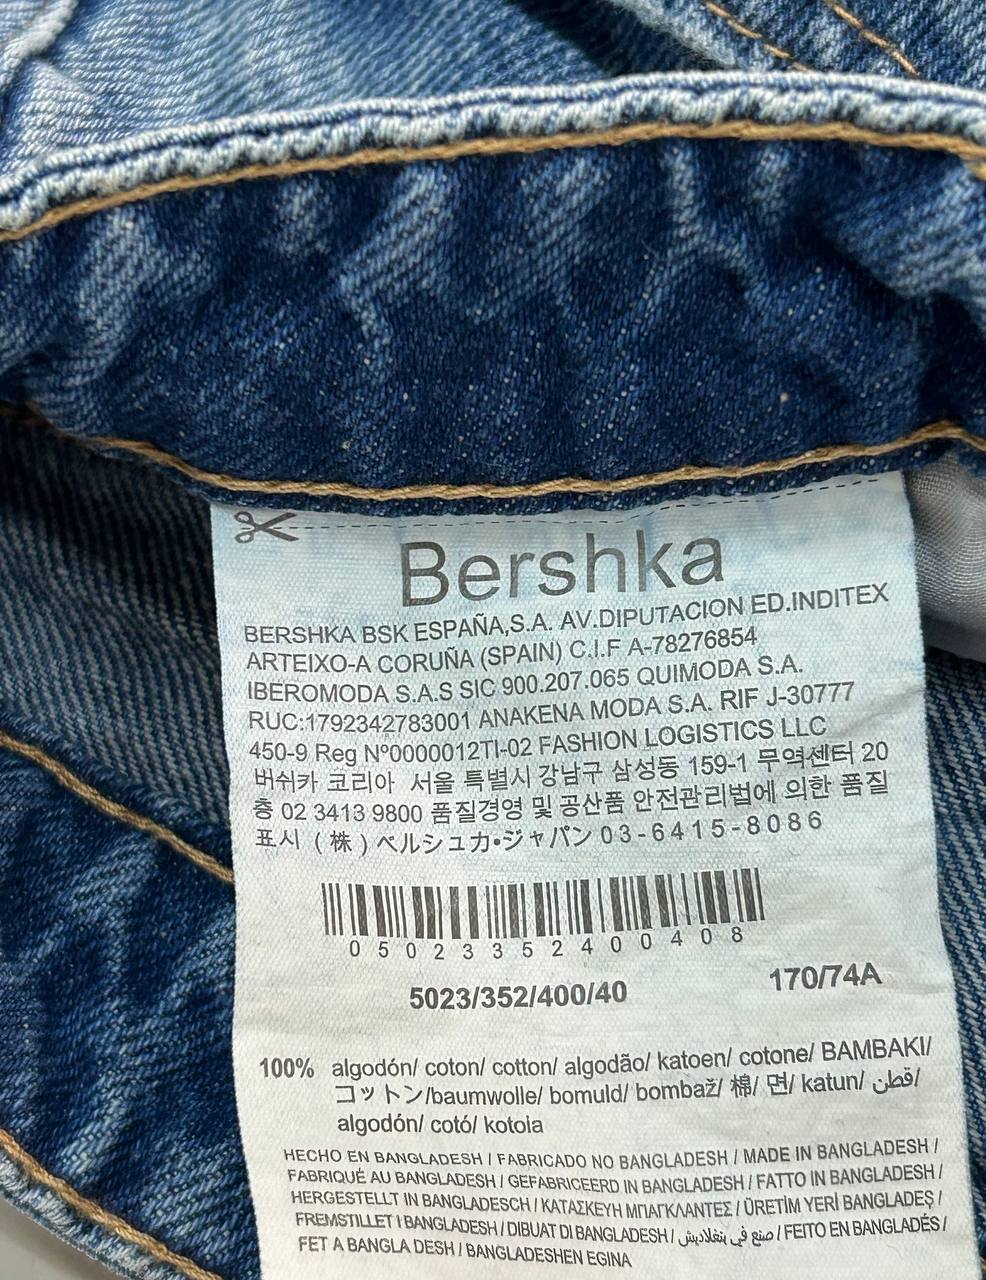 Bershka
BERSHKA BSK ESPAÑA,S.A. AV.DIPUTACION ED.INDITEX
ARTEIXO-A CORUÑA (SPAIN) C.I.F A-78276854
IBEROMODA S.A.S SIC 900.207.065 QUIMODA S.A.
RUC:1792342783001 ANAKENA MODA S.A. RIF J-30777
450-9 Reg Nº0000012TI-02 FASHION LOGISTICS LLC
버쉬카 코리아 서울 특별시 강남구 삼성동 159-1 무역센터 20
층 02 3413 9800 품질경영 및 공산품 안전관리법에 의한 품질
표시 (株)ベルシュカ•ジャパン 03-6415-8086
05023352400408
5023/352/400/40 170/74A
100% algodón/ coton/ cotton/ algodão/ katoen/ cotone/ BAMBAKI/
コットン/baumwolle/ bomuld/ bombaž/ 棉/ 면/ katun/ قطن/
algodón/ cotó/ kotoia
HECHO EN BANGLADESH / FABRICADO NO BANGLADESH / MADE IN BANGLADESH /
FABRIQUÉ AU BANGLADESH / GEFABRICEERD IN BANGLADESH / FATTO IN BANGLADESH /
HERGESTELLT IN BANGLADESCH / ΚΑΤΑΣΚΕΥΗ ΜΠΑΓΚΛΑΝΤΕΣ / ÜRETİM YERİ BANGLADEŞ /
FREMSTILLET I BANGLADESH / DIBUAT DI BANGLADESH / صنع في بنغلاديش / FEITO EN BANGLADÉS /
FET A BANGLA DESH / BANGLADESHEN EGINA